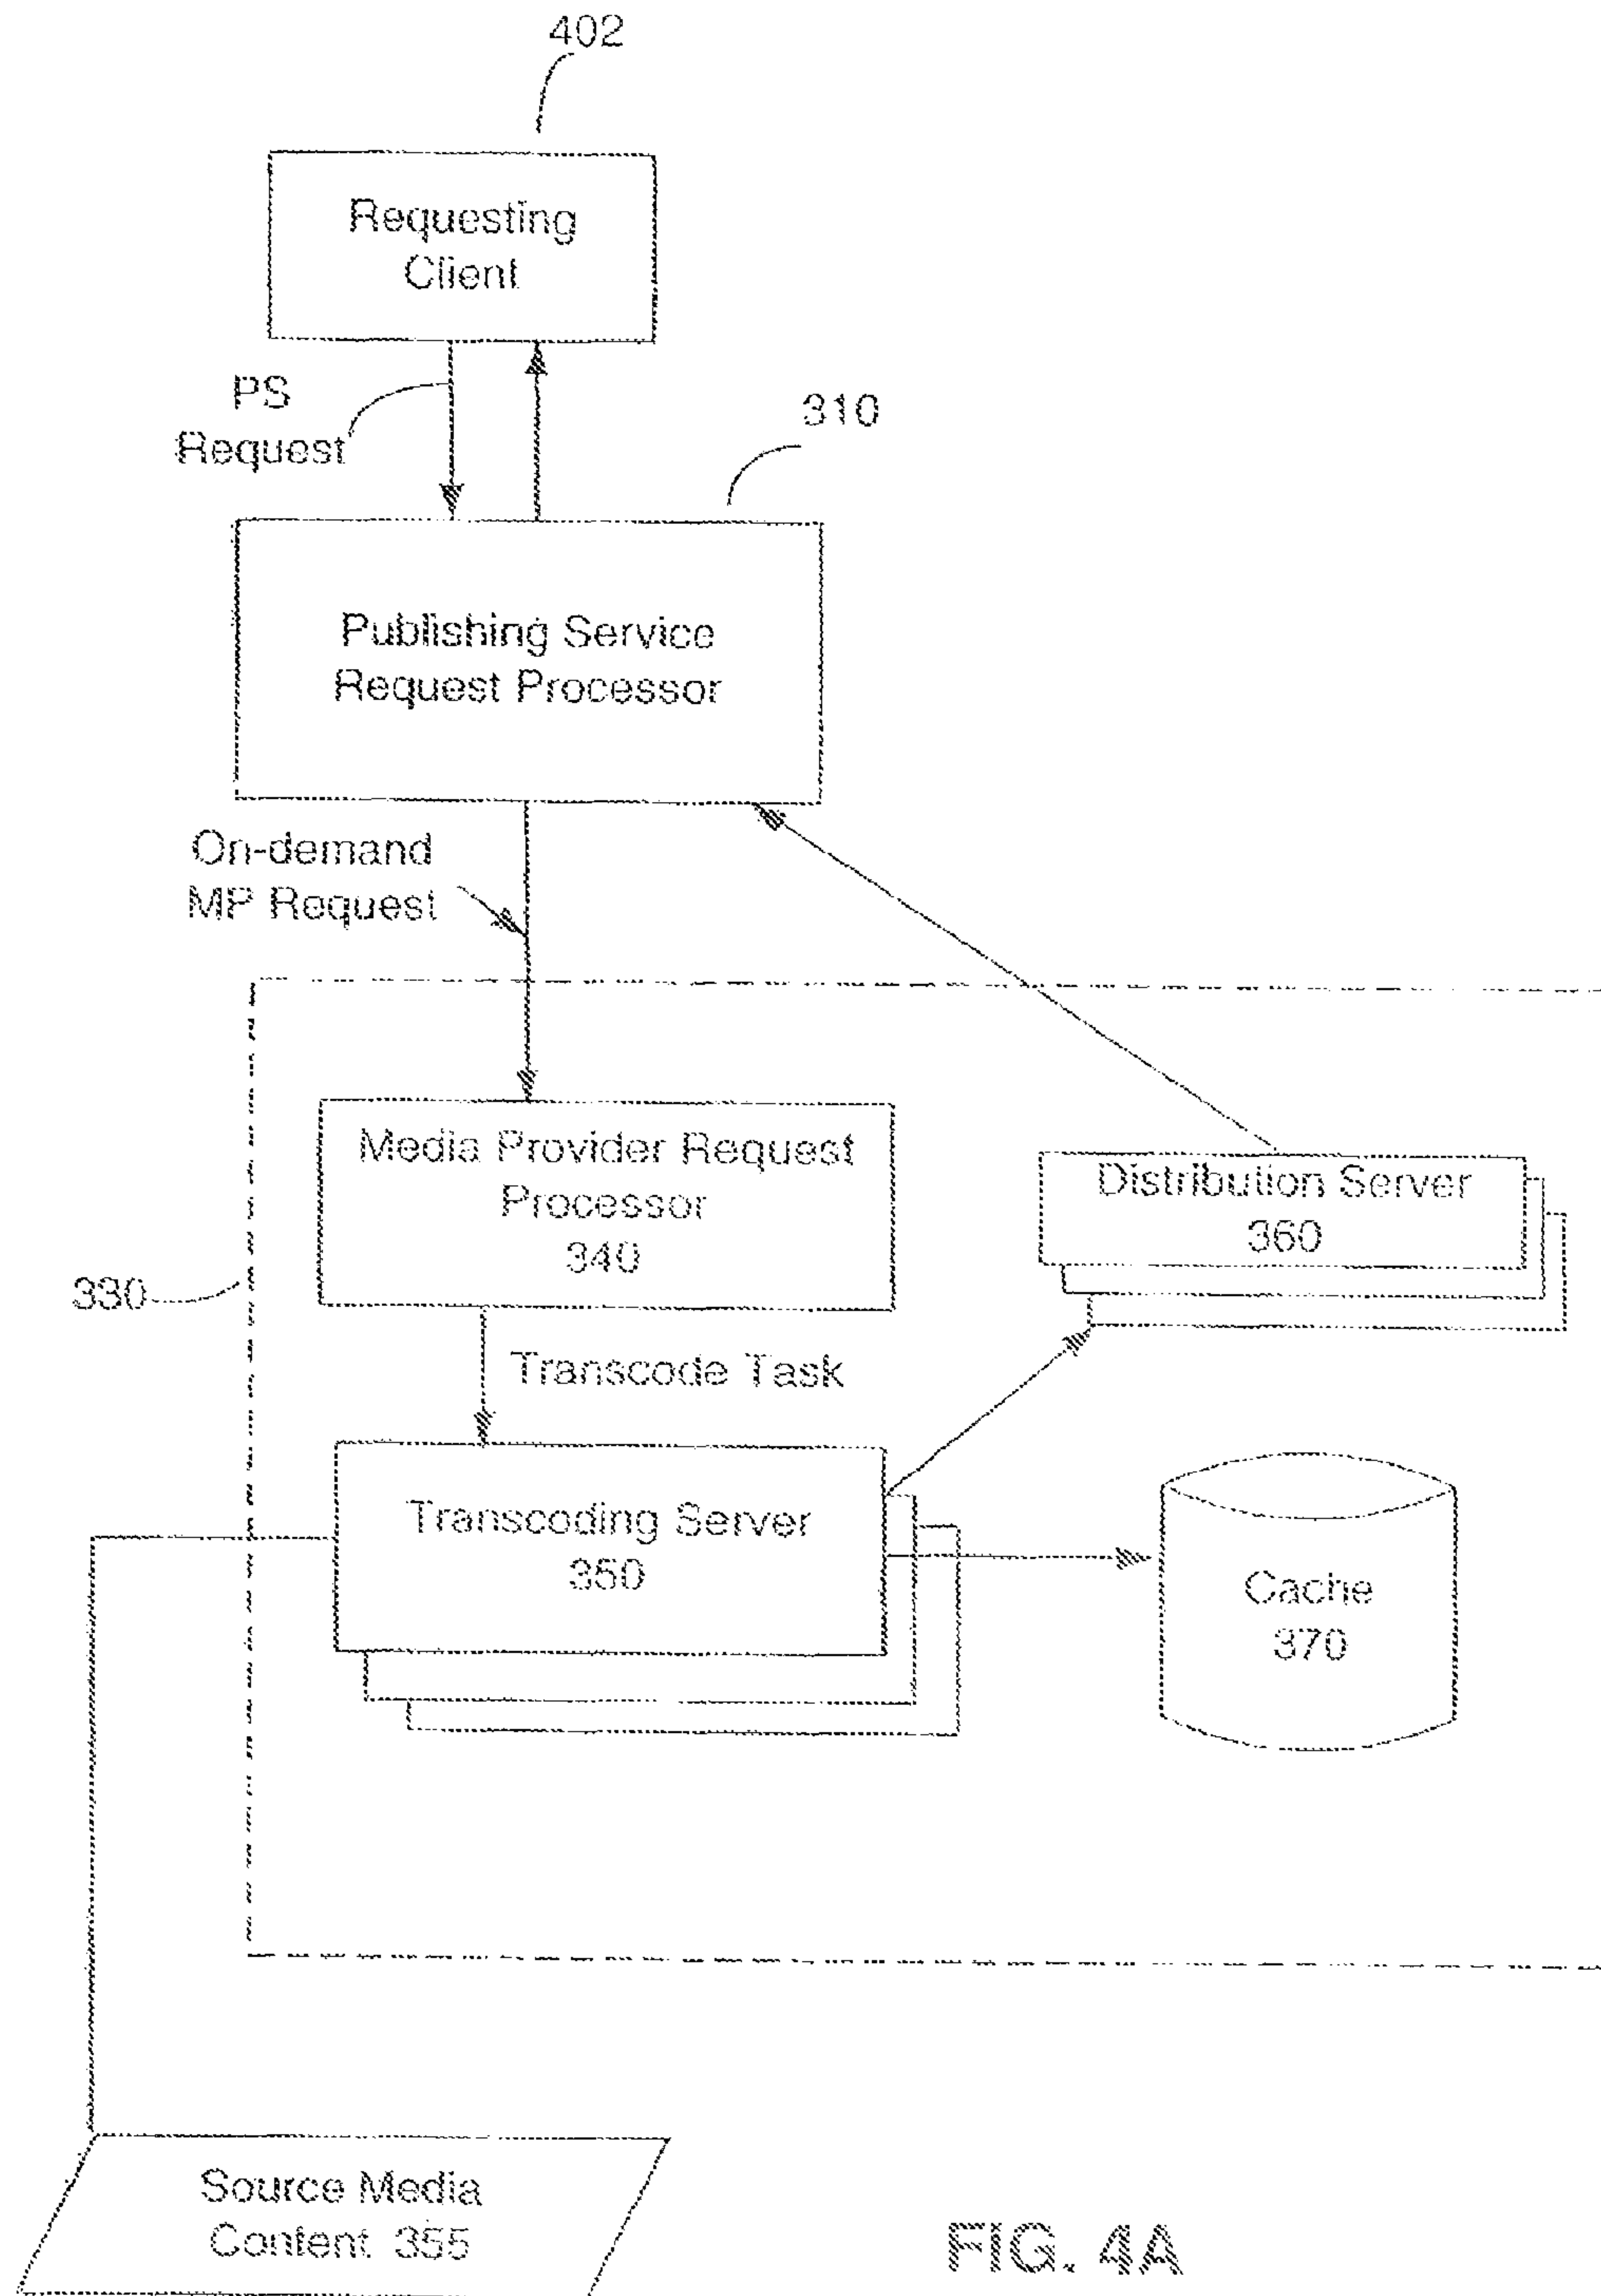 402
Requesting
Client
PS
Request
310
Publishing Service
Request Processor
On-demand
MP Request
Media Provider Request
Processor
340
Distribution Server
360
330
Transcode Task
Transcoding Server
350
Cache
370
Source Media
Content 355
FIG. 4A